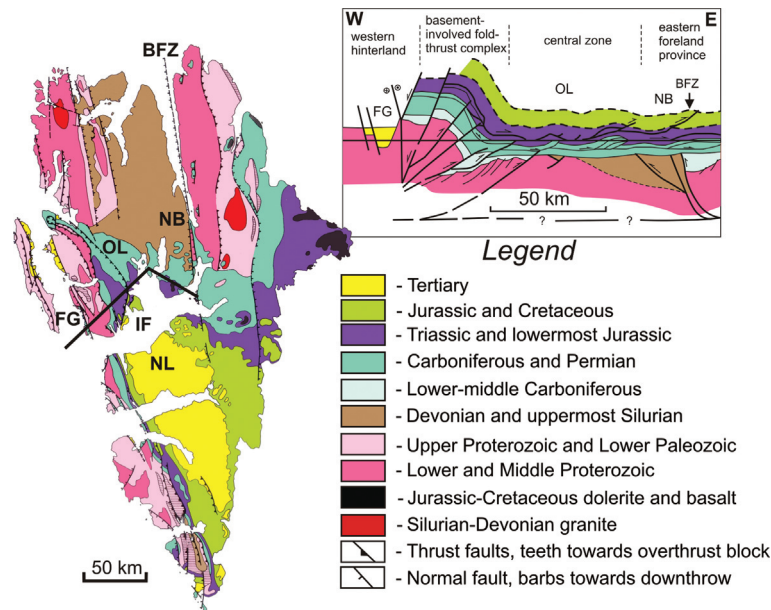 BFZ
NB
OL
FG
IF
NL
50 km
W
E
western
hinterland
basement-
involved fold-
thrust complex
central zone
eastern
foreland
province
OL
BFZ
NB
FG
50 km
?
?
Legend
- Tertiary
- Jurassic and Cretaceous
- Triassic and lowermost Jurassic
- Carboniferous and Permian
- Lower-middle Carboniferous
- Devonian and uppermost Silurian
- Upper Proterozoic and Lower Paleozoic
- Lower and Middle Proterozoic
- Jurassic-Cretaceous dolerite and basalt
- Silurian-Devonian granite
- Thrust faults, teeth towards overthrust block
- Normal fault, barbs towards downthrow